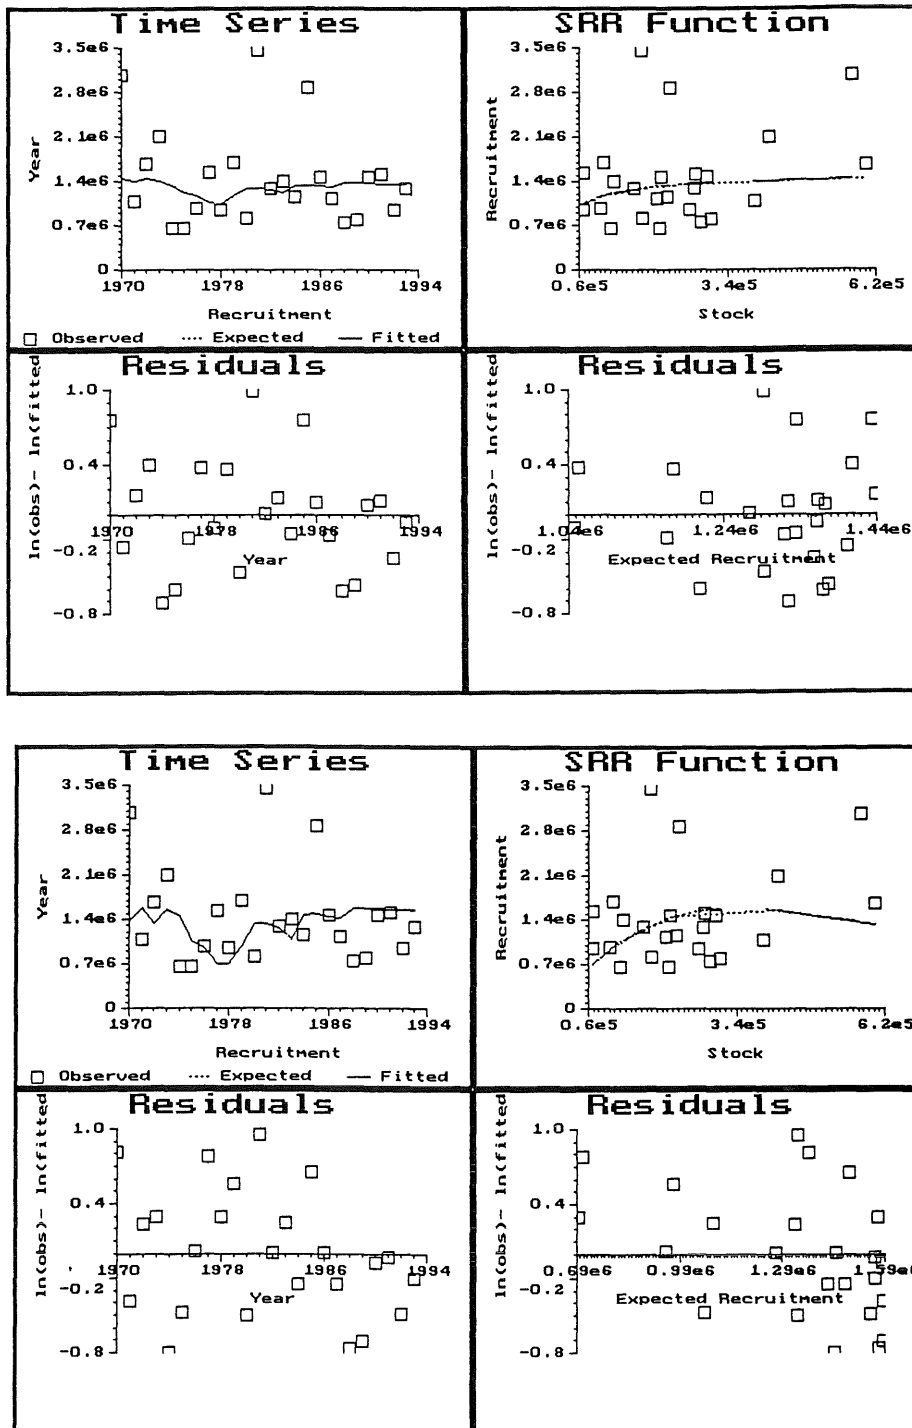 Time Series
3.5e6
2.8e6
2.1e6
1.4e6
0.7e6
0
Year
1970 1978 1986 1994
Recruitment
Observed Expected Fitted
SRR Function
3.5e6
2.8e6
2.1e6
1.4e6
0.7e6
0
Recruitment
0.6e5 3.4e5 6.2e5
Stock
Residuals
1.0
0.4
-0.2
-0.8
ln(obs)- ln(fitted
1970 1978 1986 1994
Year
Residuals
1.0
0.4
-0.2
-0.8
ln(obs)- ln(fitted
1.04e6 1.24e6 1.44e6
Expected Recruitment
Time Series
3.5e6
2.8e6
2.1e6
1.4e6
0.7e6
0
Year
1970 1978 1986 1994
Recruitment
Observed Expected Fitted
SRR Function
3.5e6
2.8e6
2.1e6
1.4e6
0.7e6
0
Recruitment
0.6e5 3.4e5 6.2e5
Stock
Residuals
1.0
0.4
-0.2
-0.8
ln(obs)- ln(fitted
1970 1978 1986 1994
Year
Residuals
1.0
0.4
-0.2
-0.8
ln(obs)- ln(fitted
0.69e6 0.99e6 1.29e6 1.59e6
Expected Recruitment